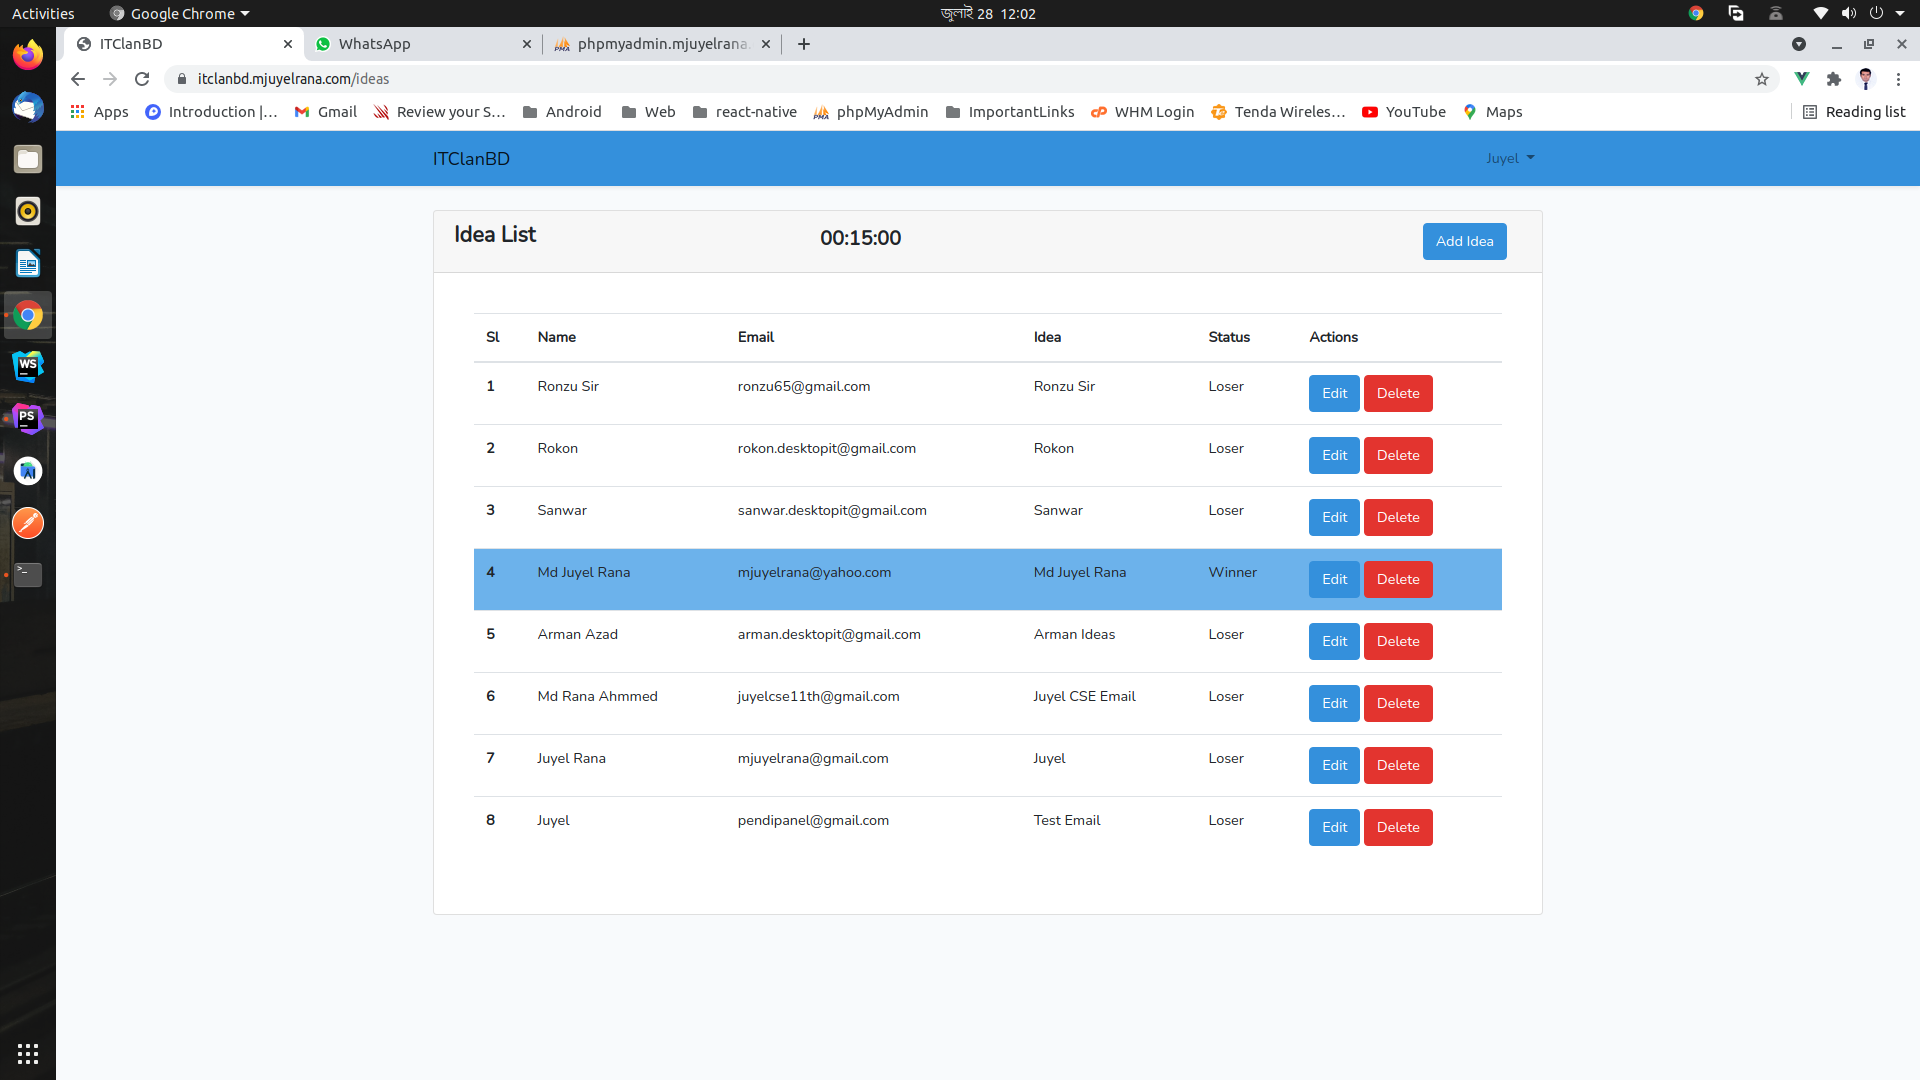 Activities Google Chrome জুলাই 28 12:02
ITClanBD WhatsApp phpmyadmin.mjuyelrana.
itclanbd.mjuyelrana.com/ideas
Apps Introduction |... Gmail Review your S... Android Web react-native phpMyAdmin ImportantLinks WHM Login Tenda Wireles... YouTube Maps Reading list
ITClanBD Juyel
Idea List 00:15:00 Add Idea
Sl Name Email Idea Status Actions
1 Ronzu Sir ronzu65@gmail.com Ronzu Sir Loser Edit Delete
2 Rokon rokon.desktopit@gmail.com Rokon Loser Edit Delete
3 Sanwar sanwar.desktopit@gmail.com Sanwar Loser Edit Delete
4 Md Juyel Rana mjuyelrana@yahoo.com Md Juyel Rana Winner Edit Delete
5 Arman Azad arman.desktopit@gmail.com Arman Ideas Loser Edit Delete
6 Md Rana Ahmmed juyelcse11th@gmail.com Juyel CSE Email Loser Edit Delete
7 Juyel Rana mjuyelrana@gmail.com Juyel Loser Edit Delete
8 Juyel pendipanel@gmail.com Test Email Loser Edit Delete
WS
PS